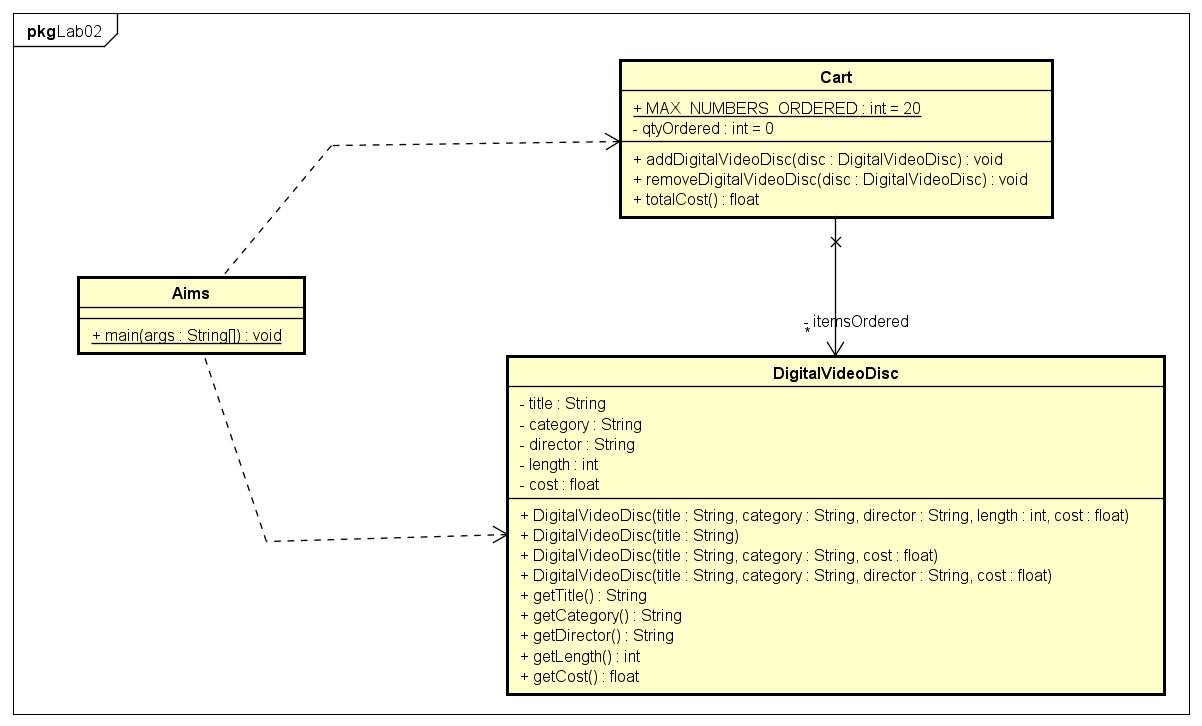 pkgLab02
Cart
+ MAX_NUMBERS_ORDERED : int = 20
- qtyOrdered : int = 0
+ addDigitalVideoDisc(disc : DigitalVideoDisc) : void
+ removeDigitalVideoDisc(disc : DigitalVideoDisc) : void
+ totalCost() : float
Aims
+ main(args : String[]) : void
- itemsOrdered
*
DigitalVideoDisc
- title : String
- category : String
- director : String
- length : int
- cost : float
+ DigitalVideoDisc(title : String, category : String, director : String, length : int, cost : float)
+ DigitalVideoDisc(title : String)
+ DigitalVideoDisc(title : String, category : String, cost : float)
+ DigitalVideoDisc(title : String, category : String, director : String, cost : float)
+ getTitle() : String
+ getCategory() : String
+ getDirector() : String
+ getLength() : int
+ getCost() : float